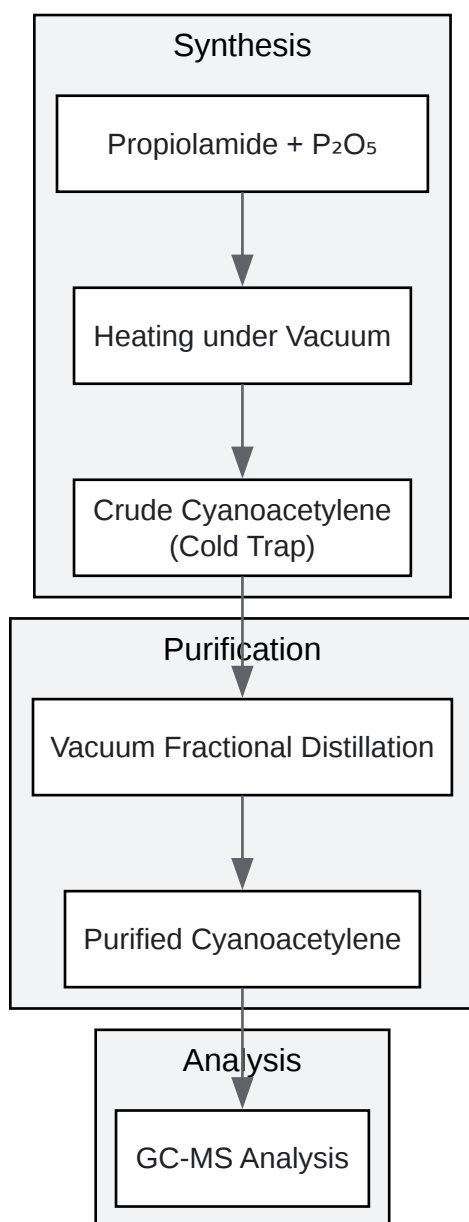 Synthesis
Propiolamide + P₂O₅
Heating under Vacuum
Crude Cyanoacetylene
(Cold Trap)
Purification
Vacuum Fractional Distillation
Purified Cyanoacetylene
Analysis
GC-MS Analysis